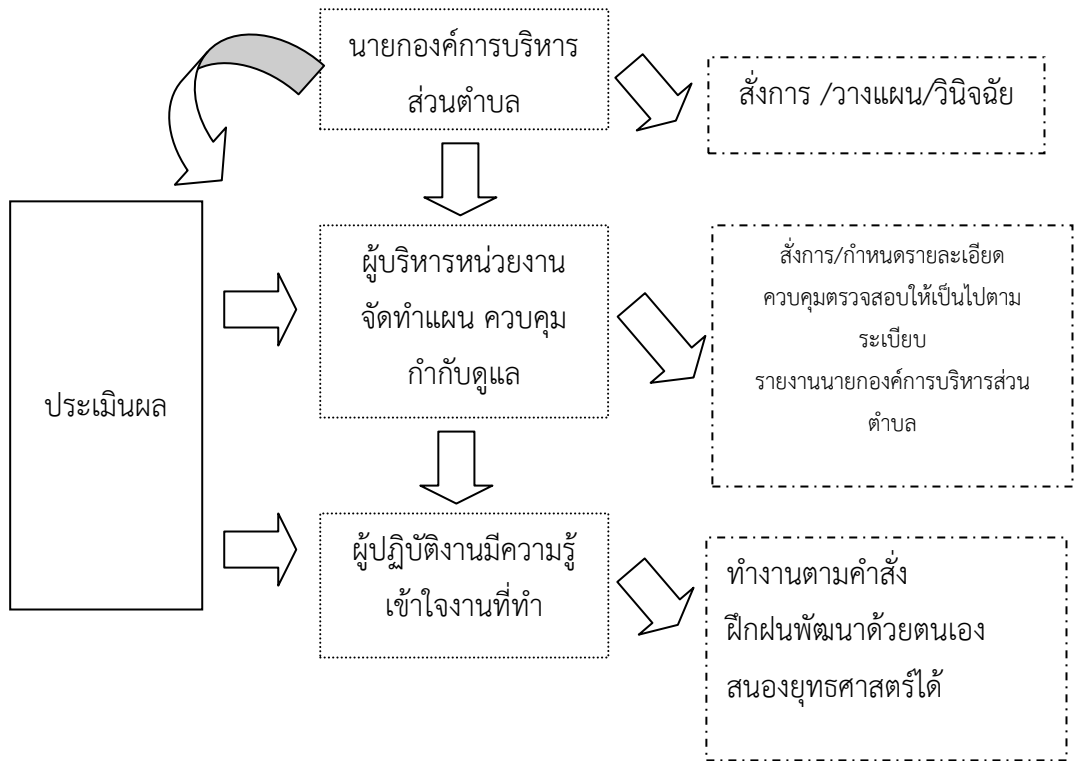 นายกองค์การบริหาร
ส่วนตำบล
สั่งการ /วางแผน/วินิจฉัย
ผู้บริหารหน่วยงาน
จัดทำแผน ควบคุม
กำกับดูแล
สั่งการ/กำหนดรายละเอียด
ควบคุมตรวจสอบให้เป็นไปตาม
ระเบียบ
รายงานนายกองค์การบริหารส่วน
ตำบล
ประเมินผล
ผู้ปฏิบัติงานมีความรู้
เข้าใจงานที่ทำ
ทำงานตามคำสั่ง
ฝึกฝนพัฒนาด้วยตนเอง
สนองยุทธศาสตร์ได้